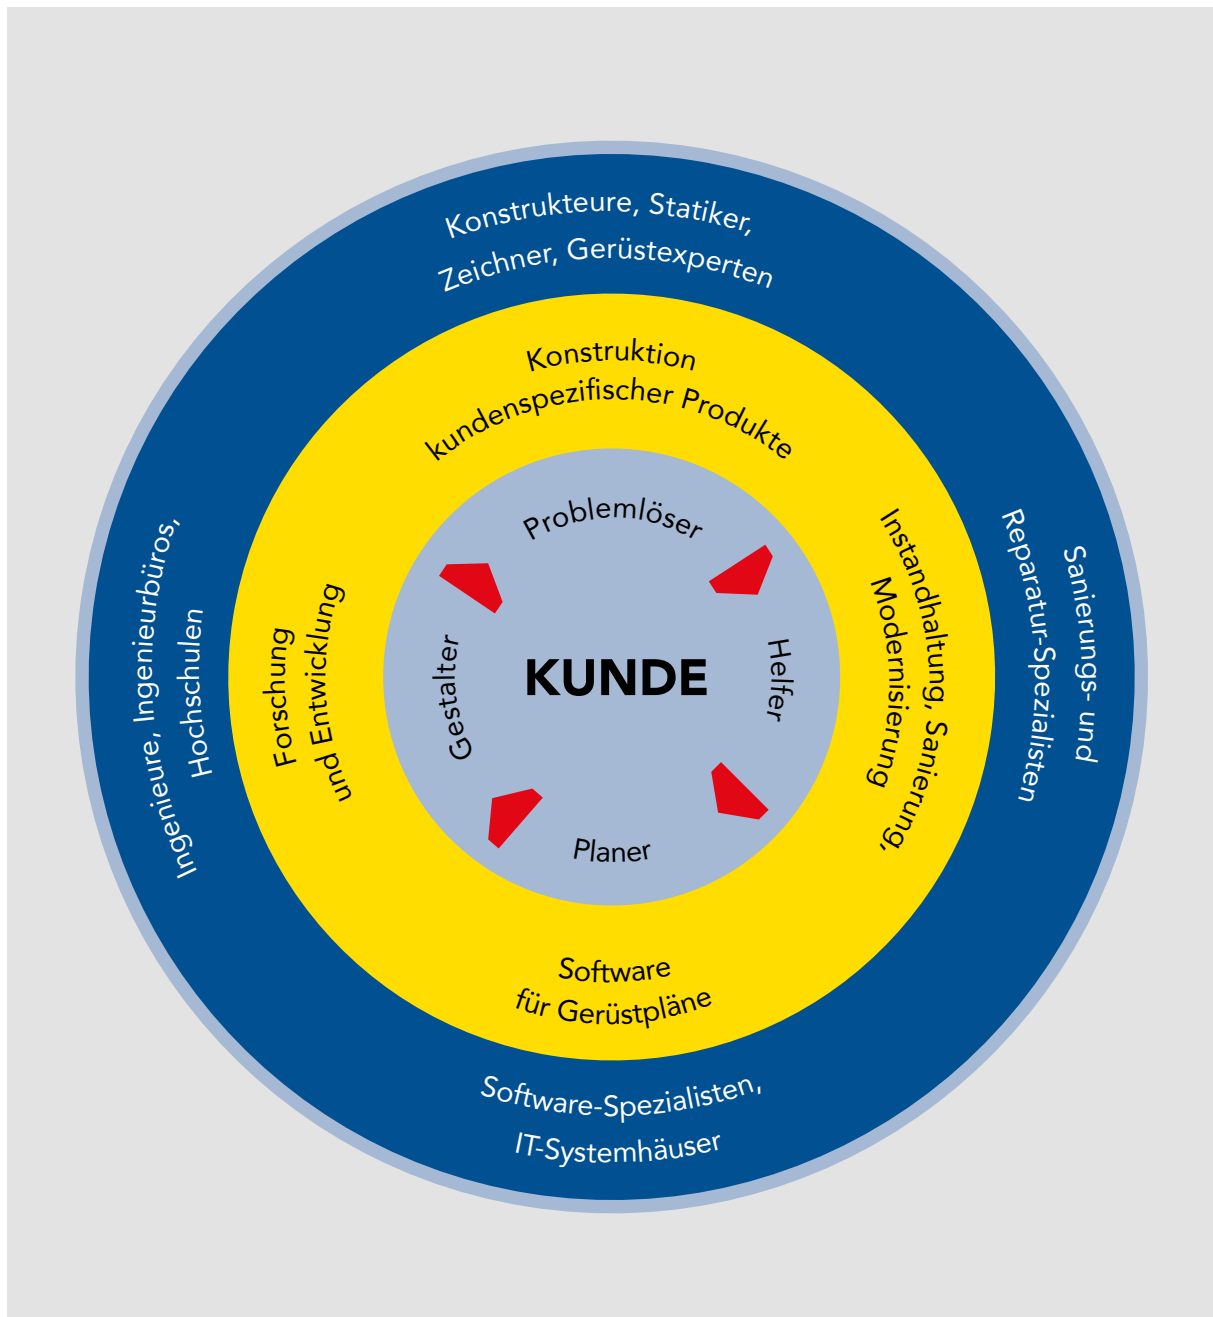 Konstrukteure, Statiker,
Zeichner, Gerüstexperten
Konstruktion
kundenspezifischer Produkte
Problemlöser
Ingenieure, Ingenieurbüros,
Hochschulen
Forschung
und Entwicklung
Gestalter
KUNDE
Helfer
Instandhaltung, Sanierung,
Modernisierung
Sanierungs- und
Reparatur-Spezialisten
Planer
Software
für Gerüstpläne
Software-Spezialisten,
IT-Systemhäuser